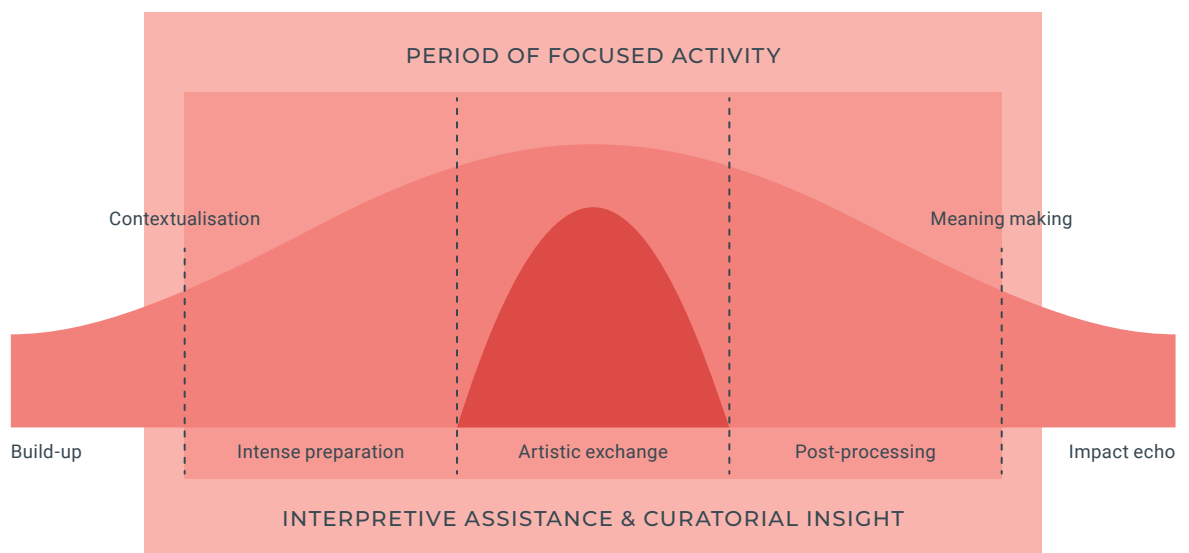 PERIOD OF FOCUSED ACTIVITY
Contextualisation
Meaning making
Build-up
Intense preparation
Artistic exchange
Post-processing
Impact echo
INTERPRETIVE ASSISTANCE & CURATORIAL INSIGHT